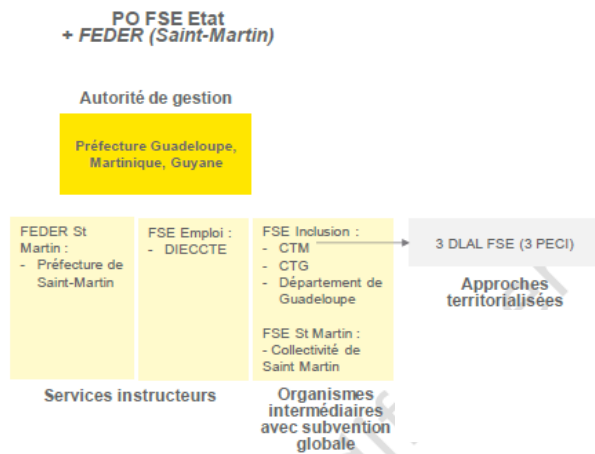 PO FSE Etat
+ FEDER (Saint-Martin)
Autorité de gestion
Préfecture Guadeloupe,
Martinique, Guyane
FEDER St
Martin :
- Préfecture de
Saint-Martin
FSE Emploi :
- DIECCTE
FSE Inclusion :
- CTM
- CTG
- Département de
Guadeloupe
FSE St Martin :
- Collectivité de
Saint Martin
3 DLAL FSE (3 PECI)
Approches
territorialisées
Services instructeurs
Organismes
intermédiaires
avec subvention
globale